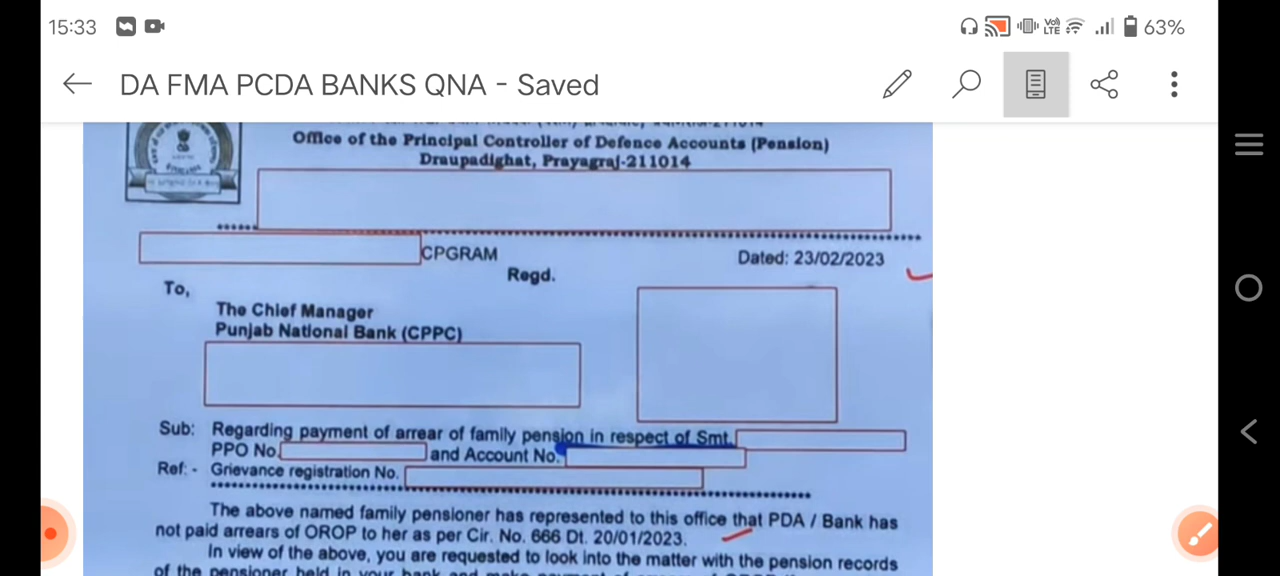 15:33
Vo)
LTE
63%
DA FMA PCDA BANKS QNA - Saved
Office of the Principal Controller of Defence Accounts (Pension)
Draupadighat, Prayagraj-211014
CPGRAM
Dated: 23/02/2023
Regd.
To,
The Chief Manager
Punjab National Bank (CPPC)
Sub: Regarding payment of arrear of family pension in respect of Smt.
PPO No. and Account No.
Ref: - Grievance registration No.
The above named family pensioner has represented to this office that PDA / Bank has
not paid arrears of OROP to her as per Cir. No. 666 Dt. 20/01/2023.
In view of the above, you are requested to look into the matter with the pension records
of the pensioner held in your bank and make payment of